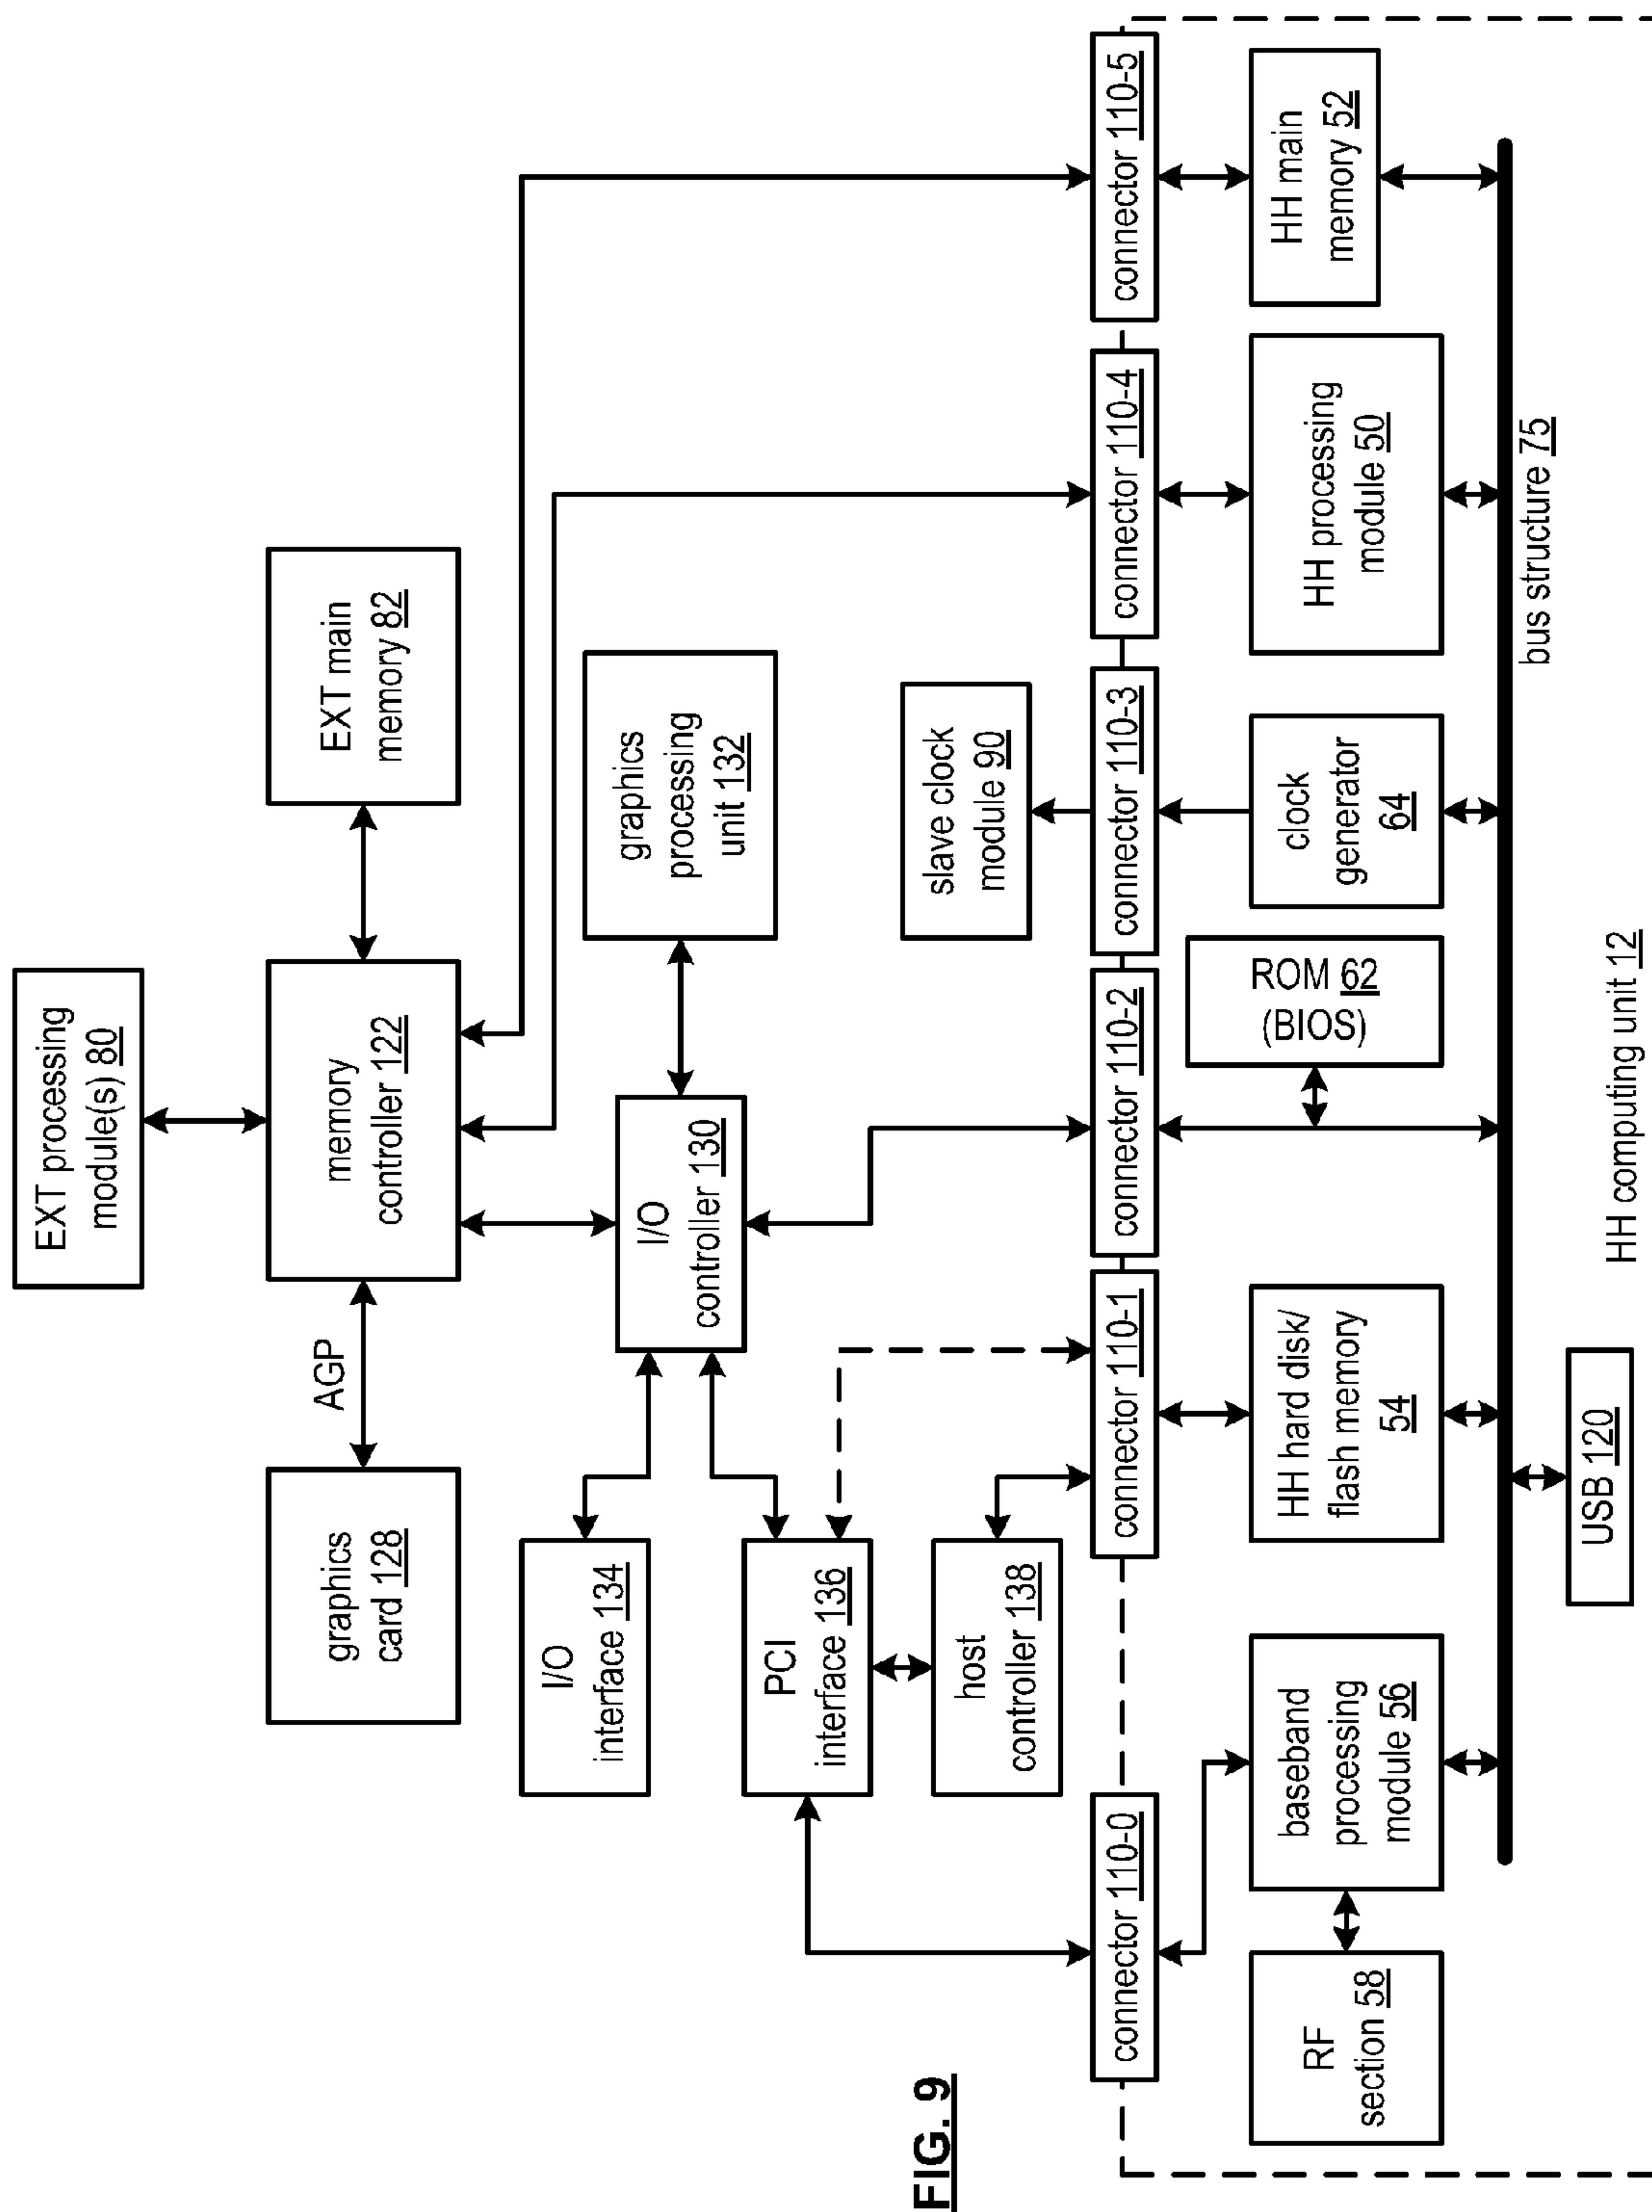 EXT processing
module(s) 80
graphics
card 128
AGP
memory
controller 122
EXT main
memory 82
I/O
interface 134
I/O
controller 130
graphics
processing
unit 132
PCI
interface 136
host
controller 138
slave clock
module 90
FIG. 9
connector 110-0
connector 110-1
connector 110-2
connector 110-3
connector 110-4
connector 110-5
RF
section 58
baseband
processing
module 56
HH hard disk/
flash memory
54
ROM 62
(BIOS)
clock
generator
64
HH processing
module 50
HH main
memory 52
bus structure 75
USB 120
HH computing unit 12